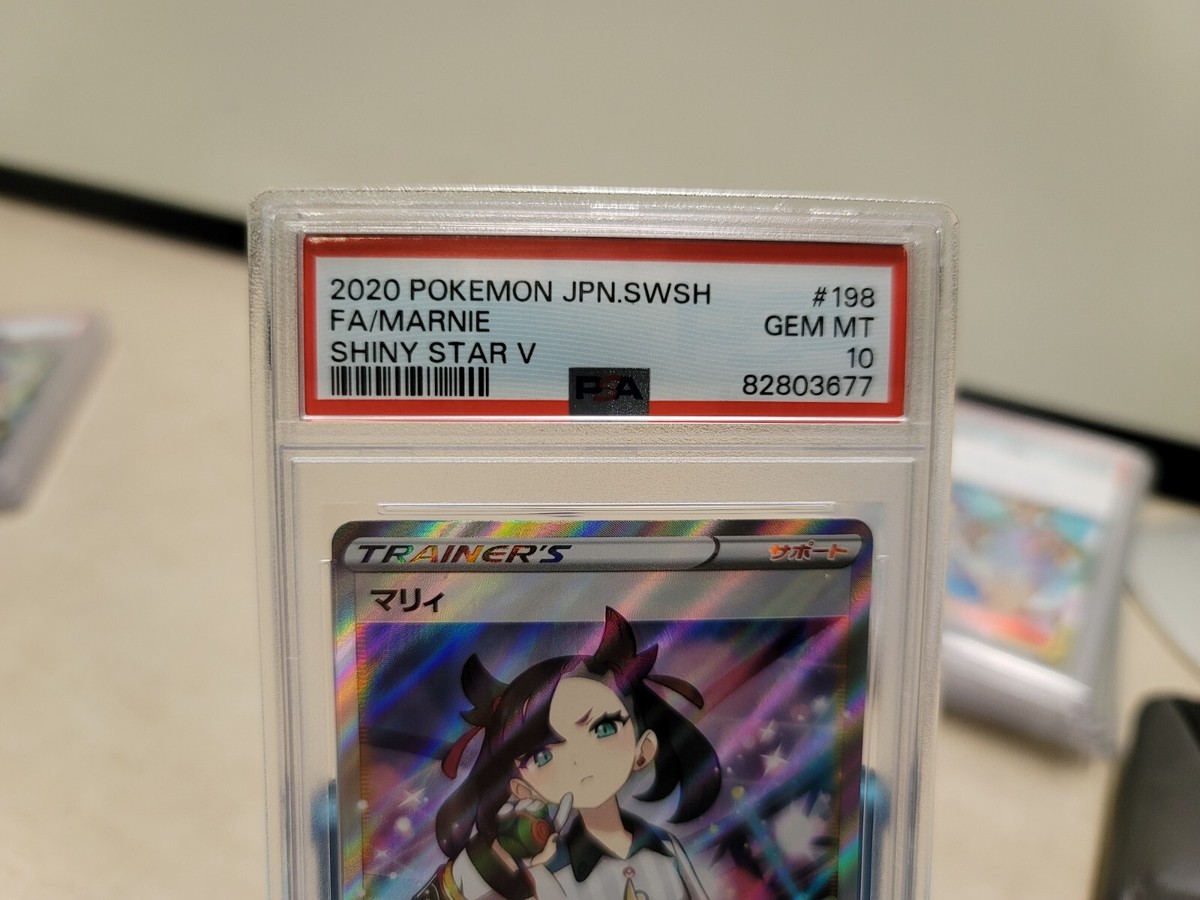 2020 POKEMON JPN.SWSH #198
FA/MARNIE GEM MT
SHINY STAR V 10
PSA 82803677
TRAINER'S サポート
マリィ